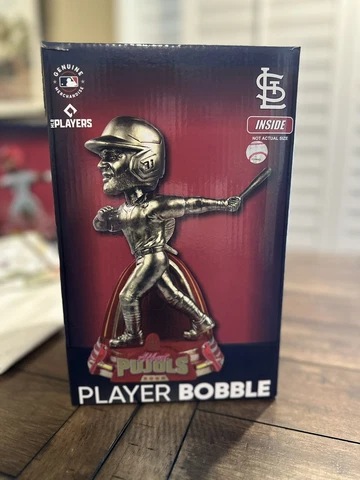 GENUINE
MERCHANDISE
PLAYERS
STL
INSIDE
NOT ACTUAL SIZE
Albert
PUJOLS
PLAYER BOBBLE